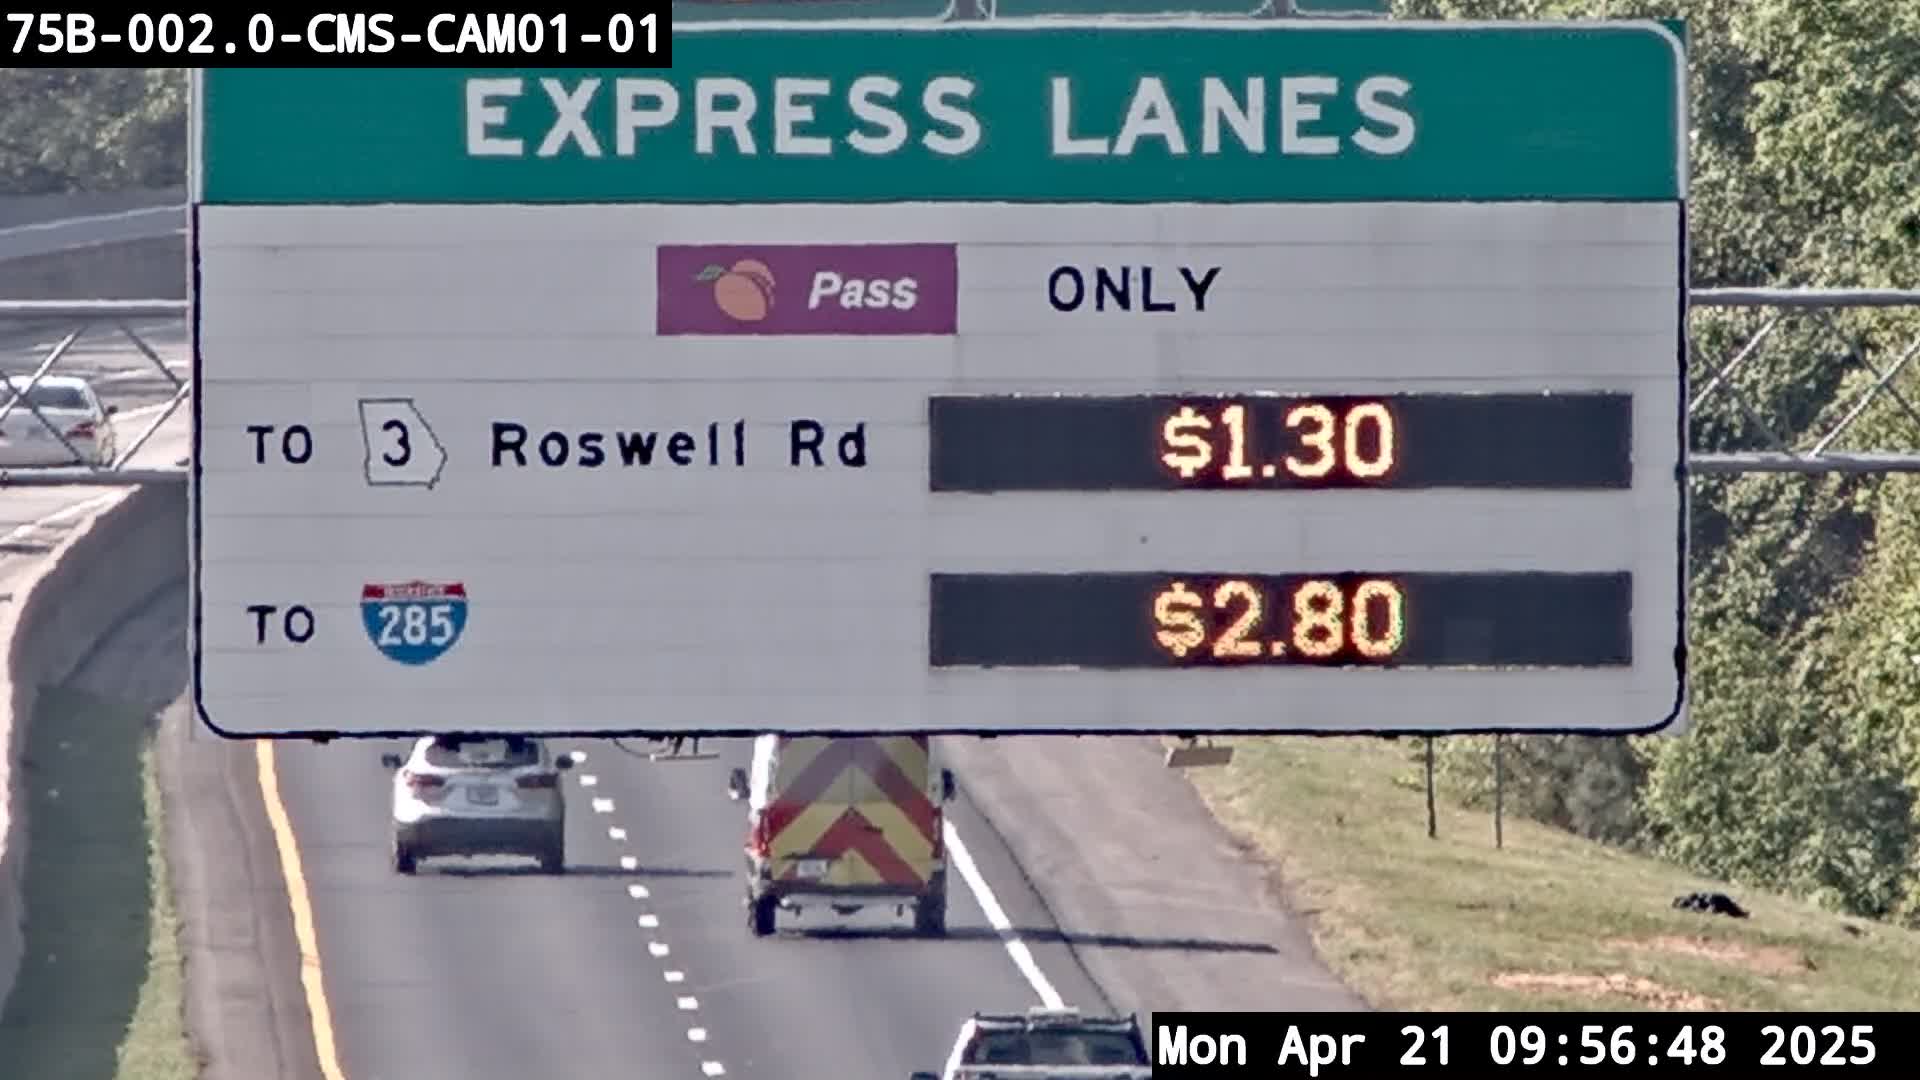 75B-002.0-CMS-CAM01-01
EXPRESS LANES
Pass ONLY
TO 3 Roswell Rd $1.30
TO 285 $2.80
Mon Apr 21 09:56:48 2025